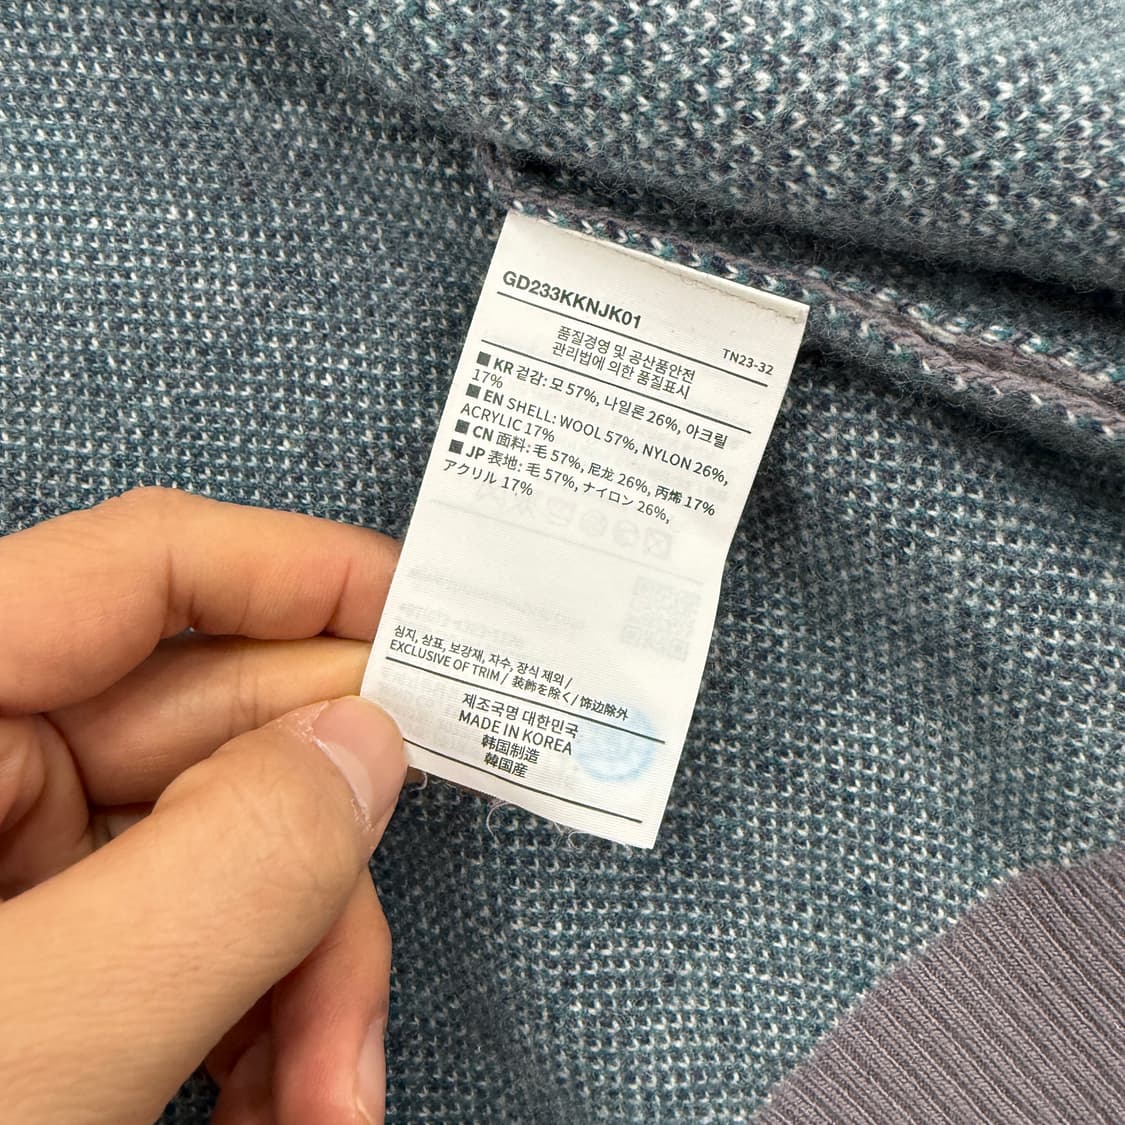 GD233KKNJK01
TN23-32
품질경영 및 공산품안전
관리법에 의한 품질표시
■ KR 겉감: 모 57%, 나일론 26%, 아크릴
17%
■ EN SHELL: WOOL 57%, NYLON 26%,
ACRYLIC 17%
■ CN 面料: 毛 57%, 尼龙 26%, 丙烯 17%
■ JP 表地: 毛 57%, ナイロン 26%,
アクリル 17%
심지, 상표, 보강재, 자수, 장식 제외 /
EXCLUSIVE OF TRIM / 装飾を除く/ 饰边除外
제조국명 대한민국
MADE IN KOREA
韩国制造
韓国産